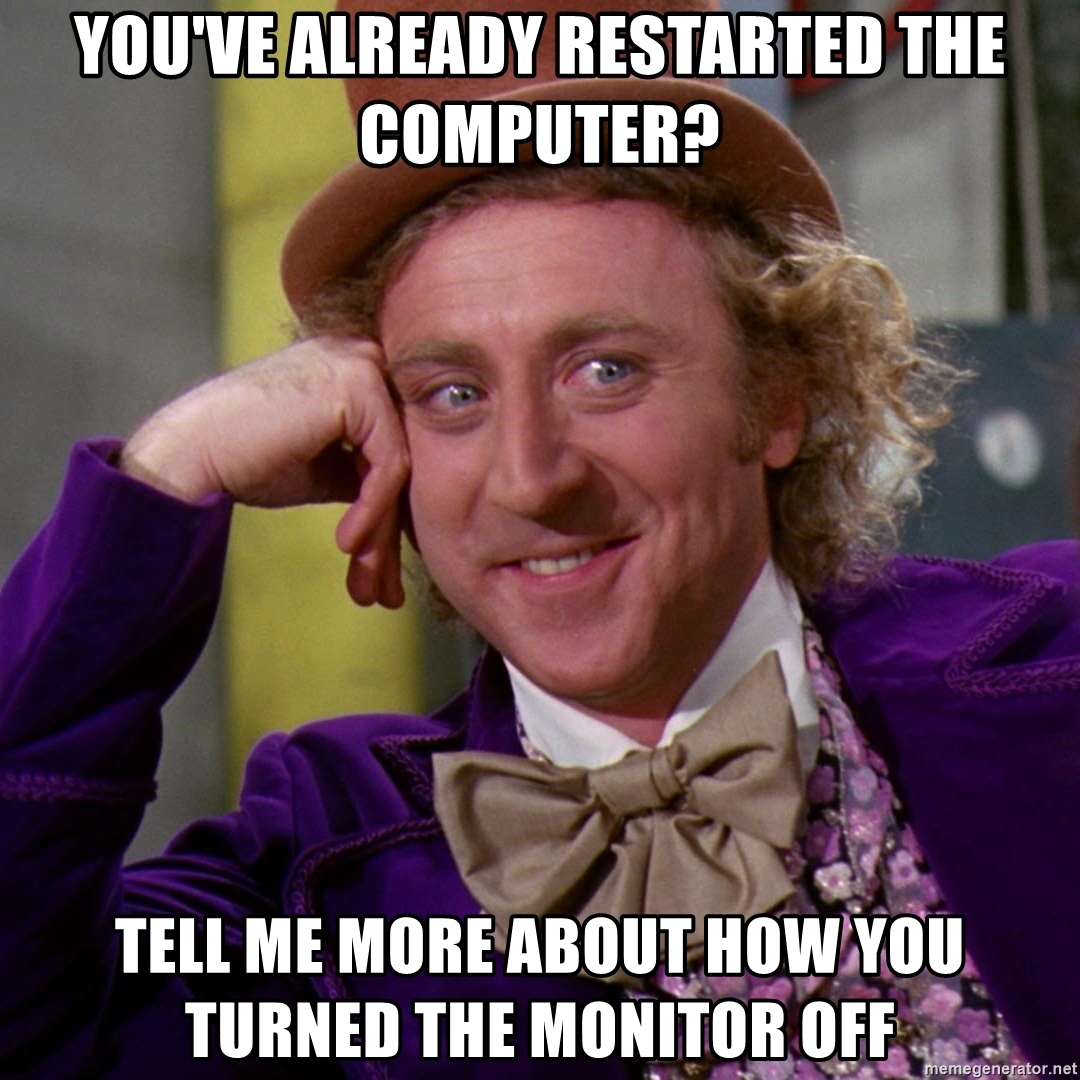 YOU'VE ALREADY RESTARTED THE
COMPUTER?
TELL ME MORE ABOUT HOW YOU
TURNED THE MONITOR OFF
memegenerator.net